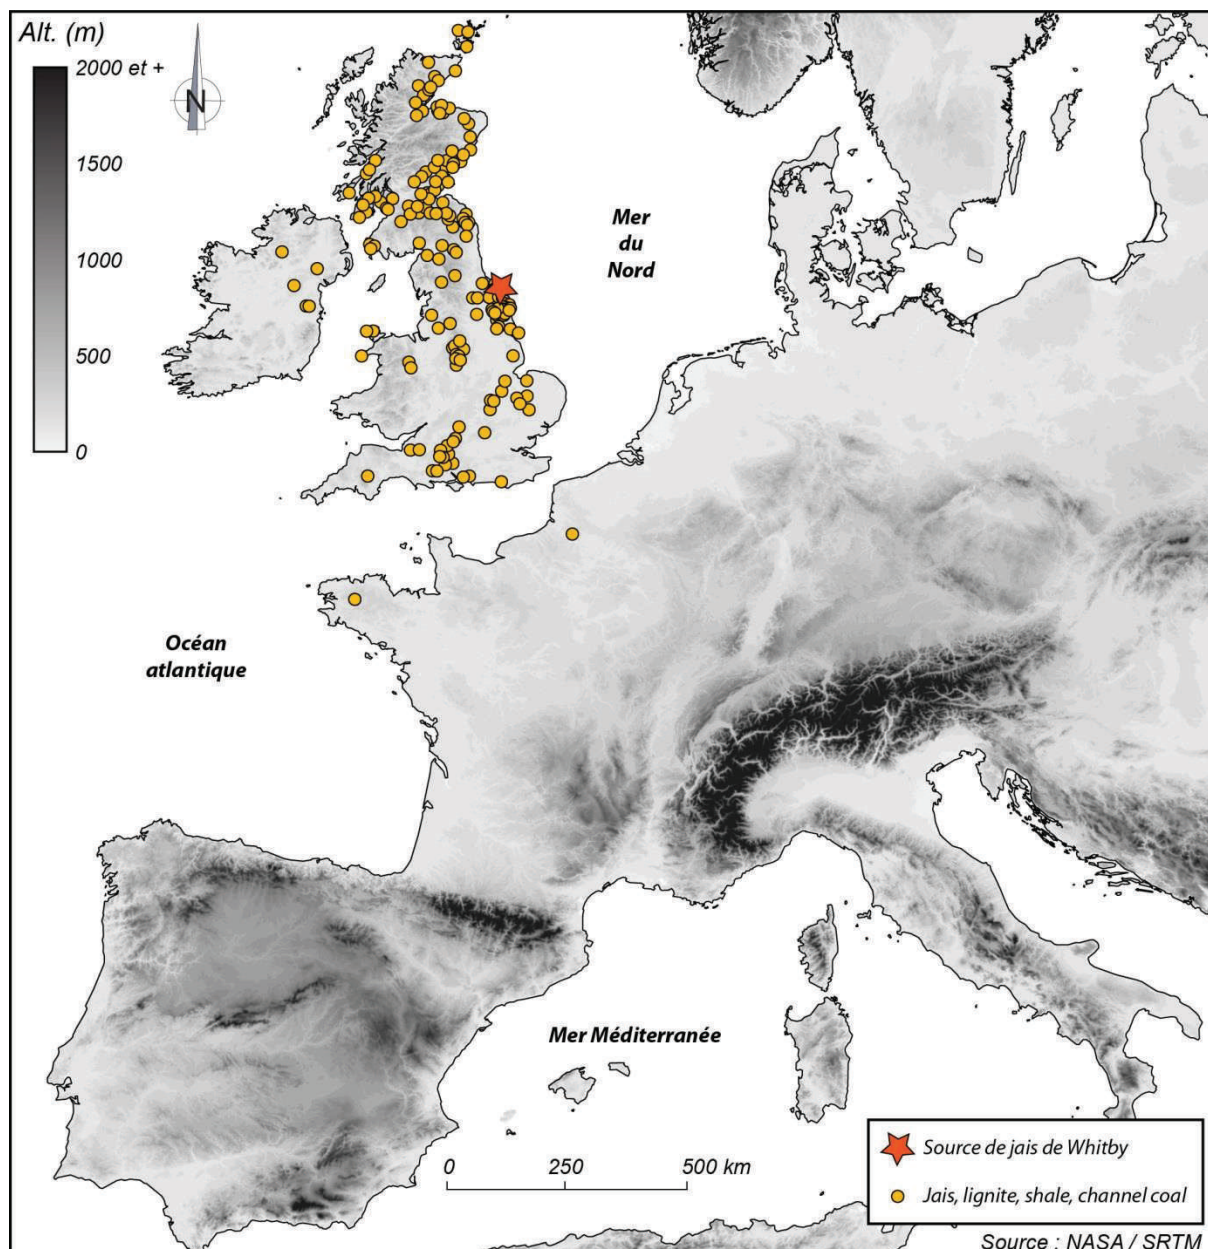 Alt. (m)
2000 et +
N
1500
1000
500
0
Mer
du
Nord
Océan
atlantique
Mer Méditerranée
0 250 500 km
Source de jais de Whitby
Jais, lignite, shale, channel coal
Source : NASA / SRTM